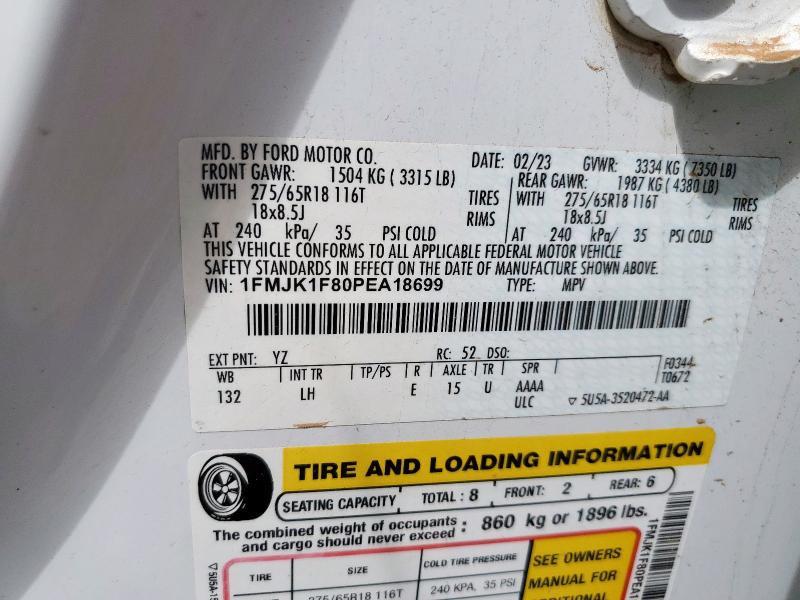 MFD. BY FORD MOTOR CO. DATE: 02/23 GVWR: 3334 KG ( 7350 LB)
FRONT GAWR: 1504 KG ( 3315 LB) REAR GAWR: 1987 KG ( 4380 LB)
WITH 275/65R18 116T TIRES WITH 275/65R18 116T TIRES
18x8.5J RIMS 18x8.5J RIMS
AT 240 kPa/ 35 PSI COLD AT 240 kPa/ 35 PSI COLD
THIS VEHICLE CONFORMS TO ALL APPLICABLE FEDERAL MOTOR VEHICLE
SAFETY STANDARDS IN EFFECT ON THE DATE OF MANUFACTURE SHOWN ABOVE.
VIN: 1FMJK1F80PEA18699 TYPE: MPV
EXT PNT: YZ RC: 52 DSO: F0344
WB INT TR TP/PS R AXLE TR SPR T0672
132 LH E 15 U AAAA
ULC ▽ 5U5A-3520472-AA
TIRE AND LOADING INFORMATION
SEATING CAPACITY TOTAL : 8 FRONT: 2 REAR: 6
The combined weight of occupants : 860 kg or 1896 lbs.
and cargo should never exceed
TIRE SIZE COLD TIRE PRESSURE SEE OWNERS
275/65R18 116T 240 KPA, 35 PSI MANUAL FOR
1FMJK1F80PEA1